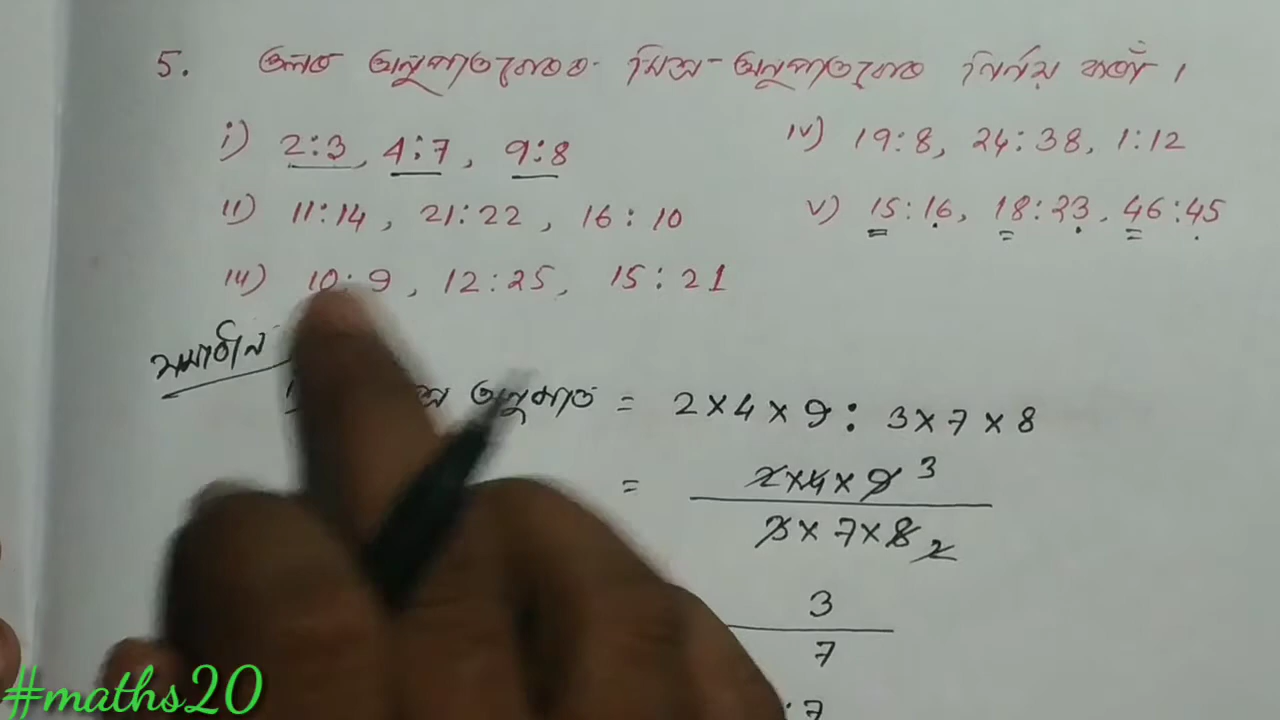 5. তলত অনুপাতবোৰৰ মিশ্ৰ-অনুপাতবোৰ নিৰ্ণয় কৰাঁ ।
i) 2:3, 4:7, 9:8
ii) 11:14, 21:22, 16:10
iii) 10:9, 12:25, 15:21
iv) 19:8, 24:38, 1:12
v) 15:16, 18:23, 46:45
সমাধান
অনুপাত = 2×4×9 : 3×7×8
= 2×4×9 3
3×7×8 2
3
7
:7
#maths20